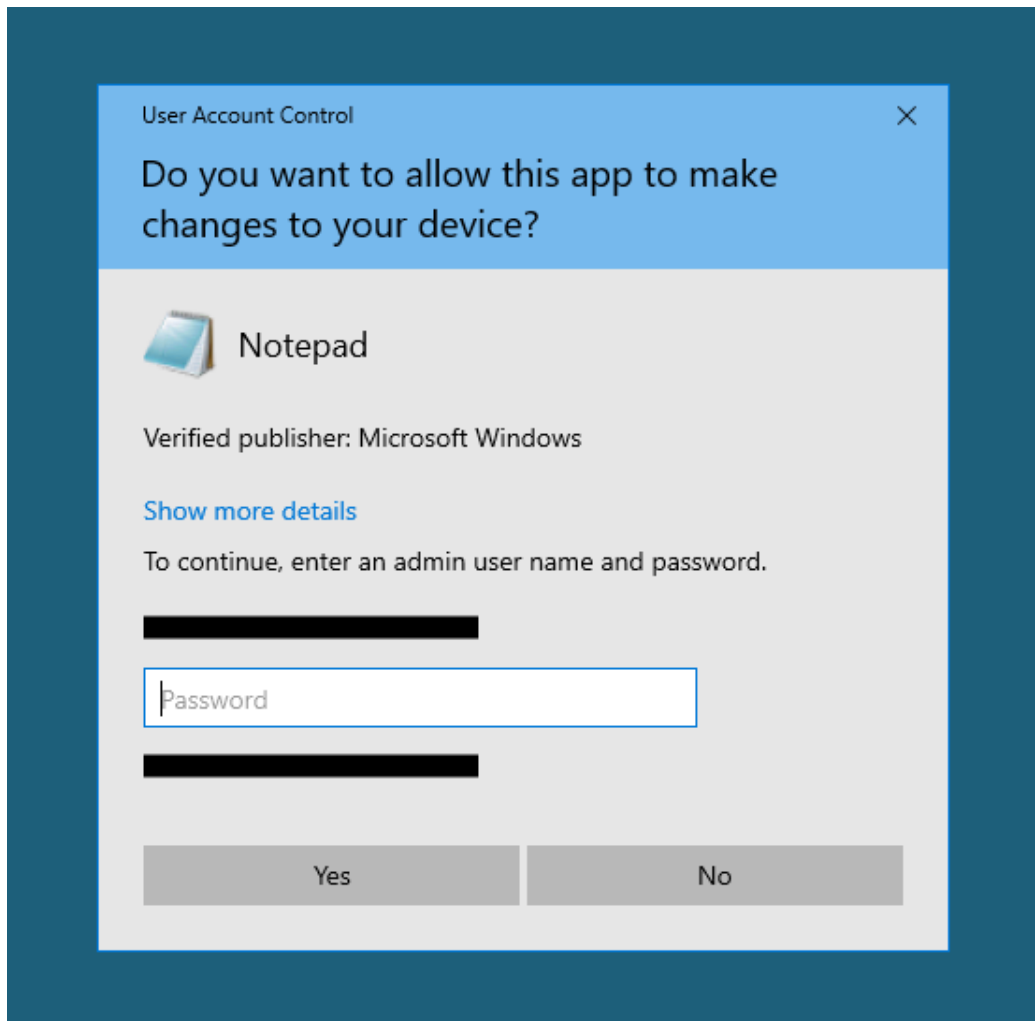 User Account Control
Do you want to allow this app to make
changes to your device?
Notepad
Verified publisher: Microsoft Windows
Show more details
To continue, enter an admin user name and password.
Password
Yes
No